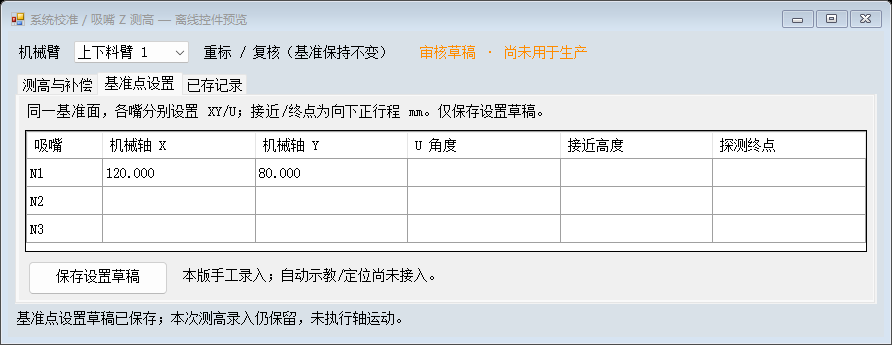 系统校准 / 吸嘴 Z 测高 — 离线控件预览
机械臂 上下料臂 1 重标 / 复核（基准保持不变） 审核草稿 · 尚未用于生产
测高与补偿 基准点设置 已存记录
同一基准面，各嘴分别设置 XY/U；接近/终点为向下正行程 mm。仅保存设置草稿。
吸嘴 机械轴 X 机械轴 Y U 角度 接近高度 探测终点
N1 120.000 80.000
N2
N3
保存设置草稿 本版手工录入；自动示教/定位尚未接入。
基准点设置草稿已保存；本次测高录入仍保留，未执行轴运动。